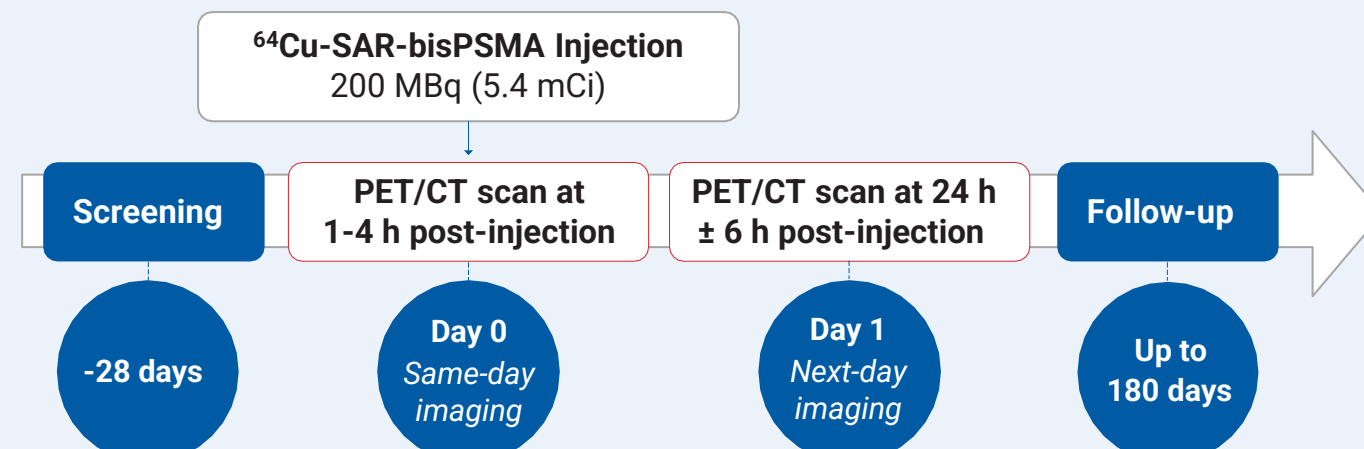 ⁶⁴Cu-SAR-bisPSMA Injection
200 MBq (5.4 mCi)
Screening
PET/CT scan at
1-4 h post-injection
PET/CT scan at 24 h
± 6 h post-injection
Follow-up
-28 days
Day 0
Same-day
imaging
Day 1
Next-day
imaging
Up to
180 days